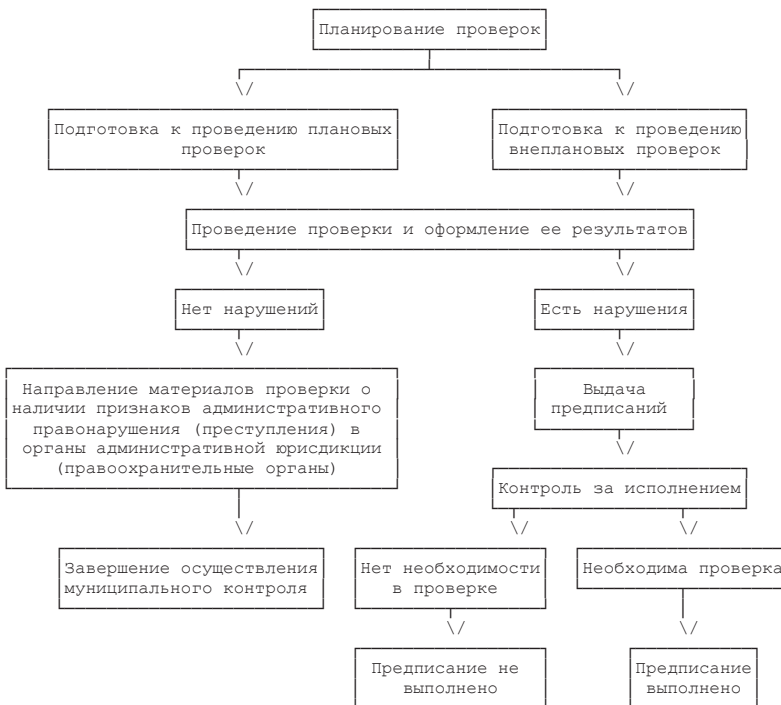 Планирование проверок
Подготовка к проведению плановых
проверок
Подготовка к проведению
внеплановых проверок
Проведение проверки и оформление ее результатов
Нет нарушений
Есть нарушения
Направление материалов проверки о
наличии признаков административного
правонарушения (преступления) в
органы административной юрисдикции
(правоохранительные органы)
Выдача
предписаний
Контроль за исполнением
Завершение осуществления
муниципального контроля
Нет необходимости
в проверке
Необходима проверка
Предписание не
выполнено
Предписание
выполнено